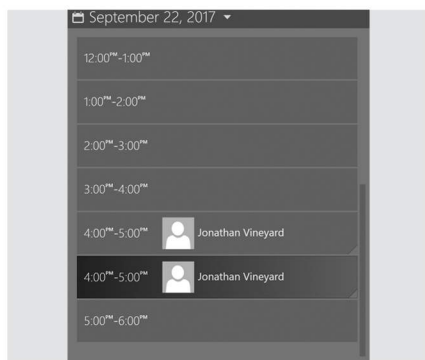 September 22, 2017
12:00PM-1:00PM
1:00PM-2:00PM
2:00PM-3:00PM
3:00PM-4:00PM
4:00PM-5:00PM Jonathan Vineyard
4:00PM-5:00PM Jonathan Vineyard
5:00PM-6:00PM